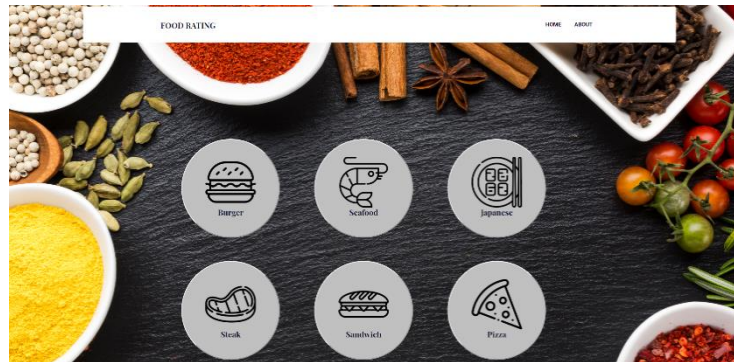 FOOD RATING
HOME ABOUT
Burger Seafood Japanese
Steak Sandwich Pizza